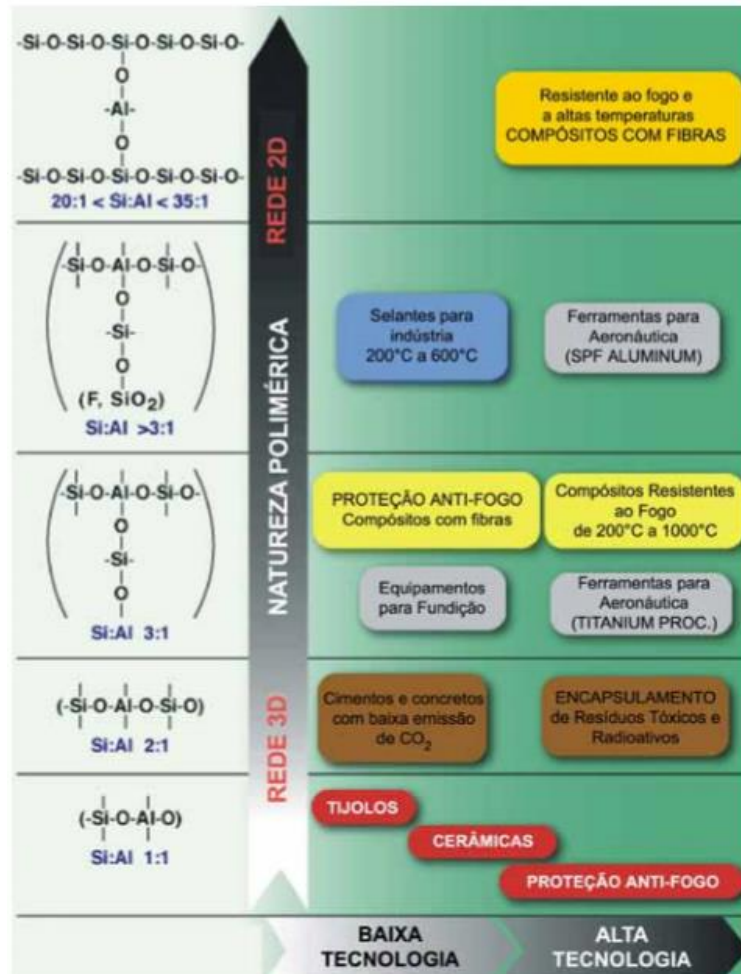 -Si-O-Si-O-Si-O-Si-O-Si-O-
O
-Al-
O
-Si-O-Si-O-Si-O-Si-O-Si-O-
20:1 < Si:Al < 35:1
REDE 2D
Resistente ao fogo e
a altas temperaturas
COMPÓSITOS COM FIBRAS
-Si-O-Al-O-Si-O-
O
-Si-
O
(F, SiO2)
Si:Al >3:1
Selantes para
indústria
200°C a 600°C
Ferramentas para
Aeronáutica
(SPF ALUMINUM)
NATUREZA POLIMÉRICA
-Si-O-Al-O-Si-O-
O
-Si-
O
Si:Al 3:1
PROTEÇÃO ANTI-FOGO
Compósitos com fibras
Compósitos Resistentes
ao Fogo
de 200°C a 1000°C
Equipamentos
para Fundição
Ferramentas para
Aeronáutica
(TITANIUM PROC.)
REDE 3D
(-Si-O-Al-O-Si-O)
Si:Al 2:1
Cimentos e concretos
com baixa emissão
de CO2
ENCAPSULAMENTO
de Resíduos Tóxicos e
Radioativos
(-Si-O-Al-O)
Si:Al 1:1
TIJOLOS
CERÂMICAS
PROTEÇÃO ANTI-FOGO
BAIXA
TECNOLOGIA
ALTA
TECNOLOGIA